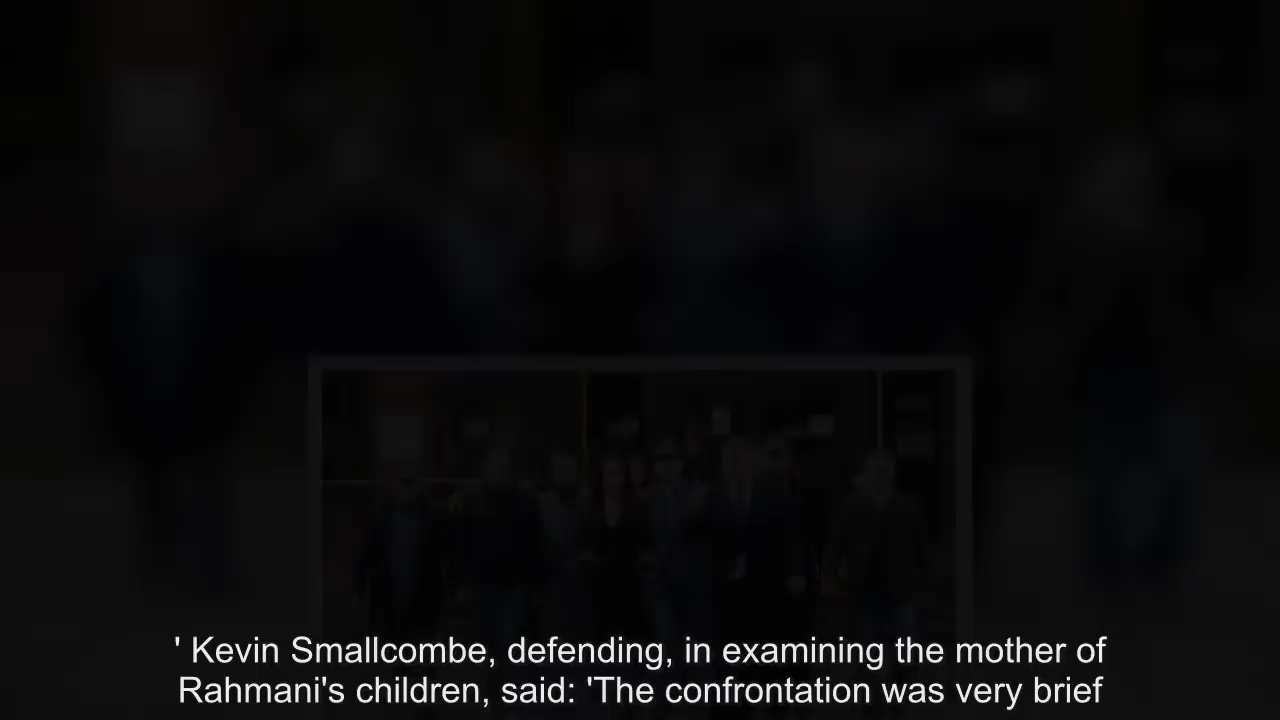 ' Kevin Smallcombe, defending, in examining the mother of
Rahmani's children, said: 'The confrontation was very brief